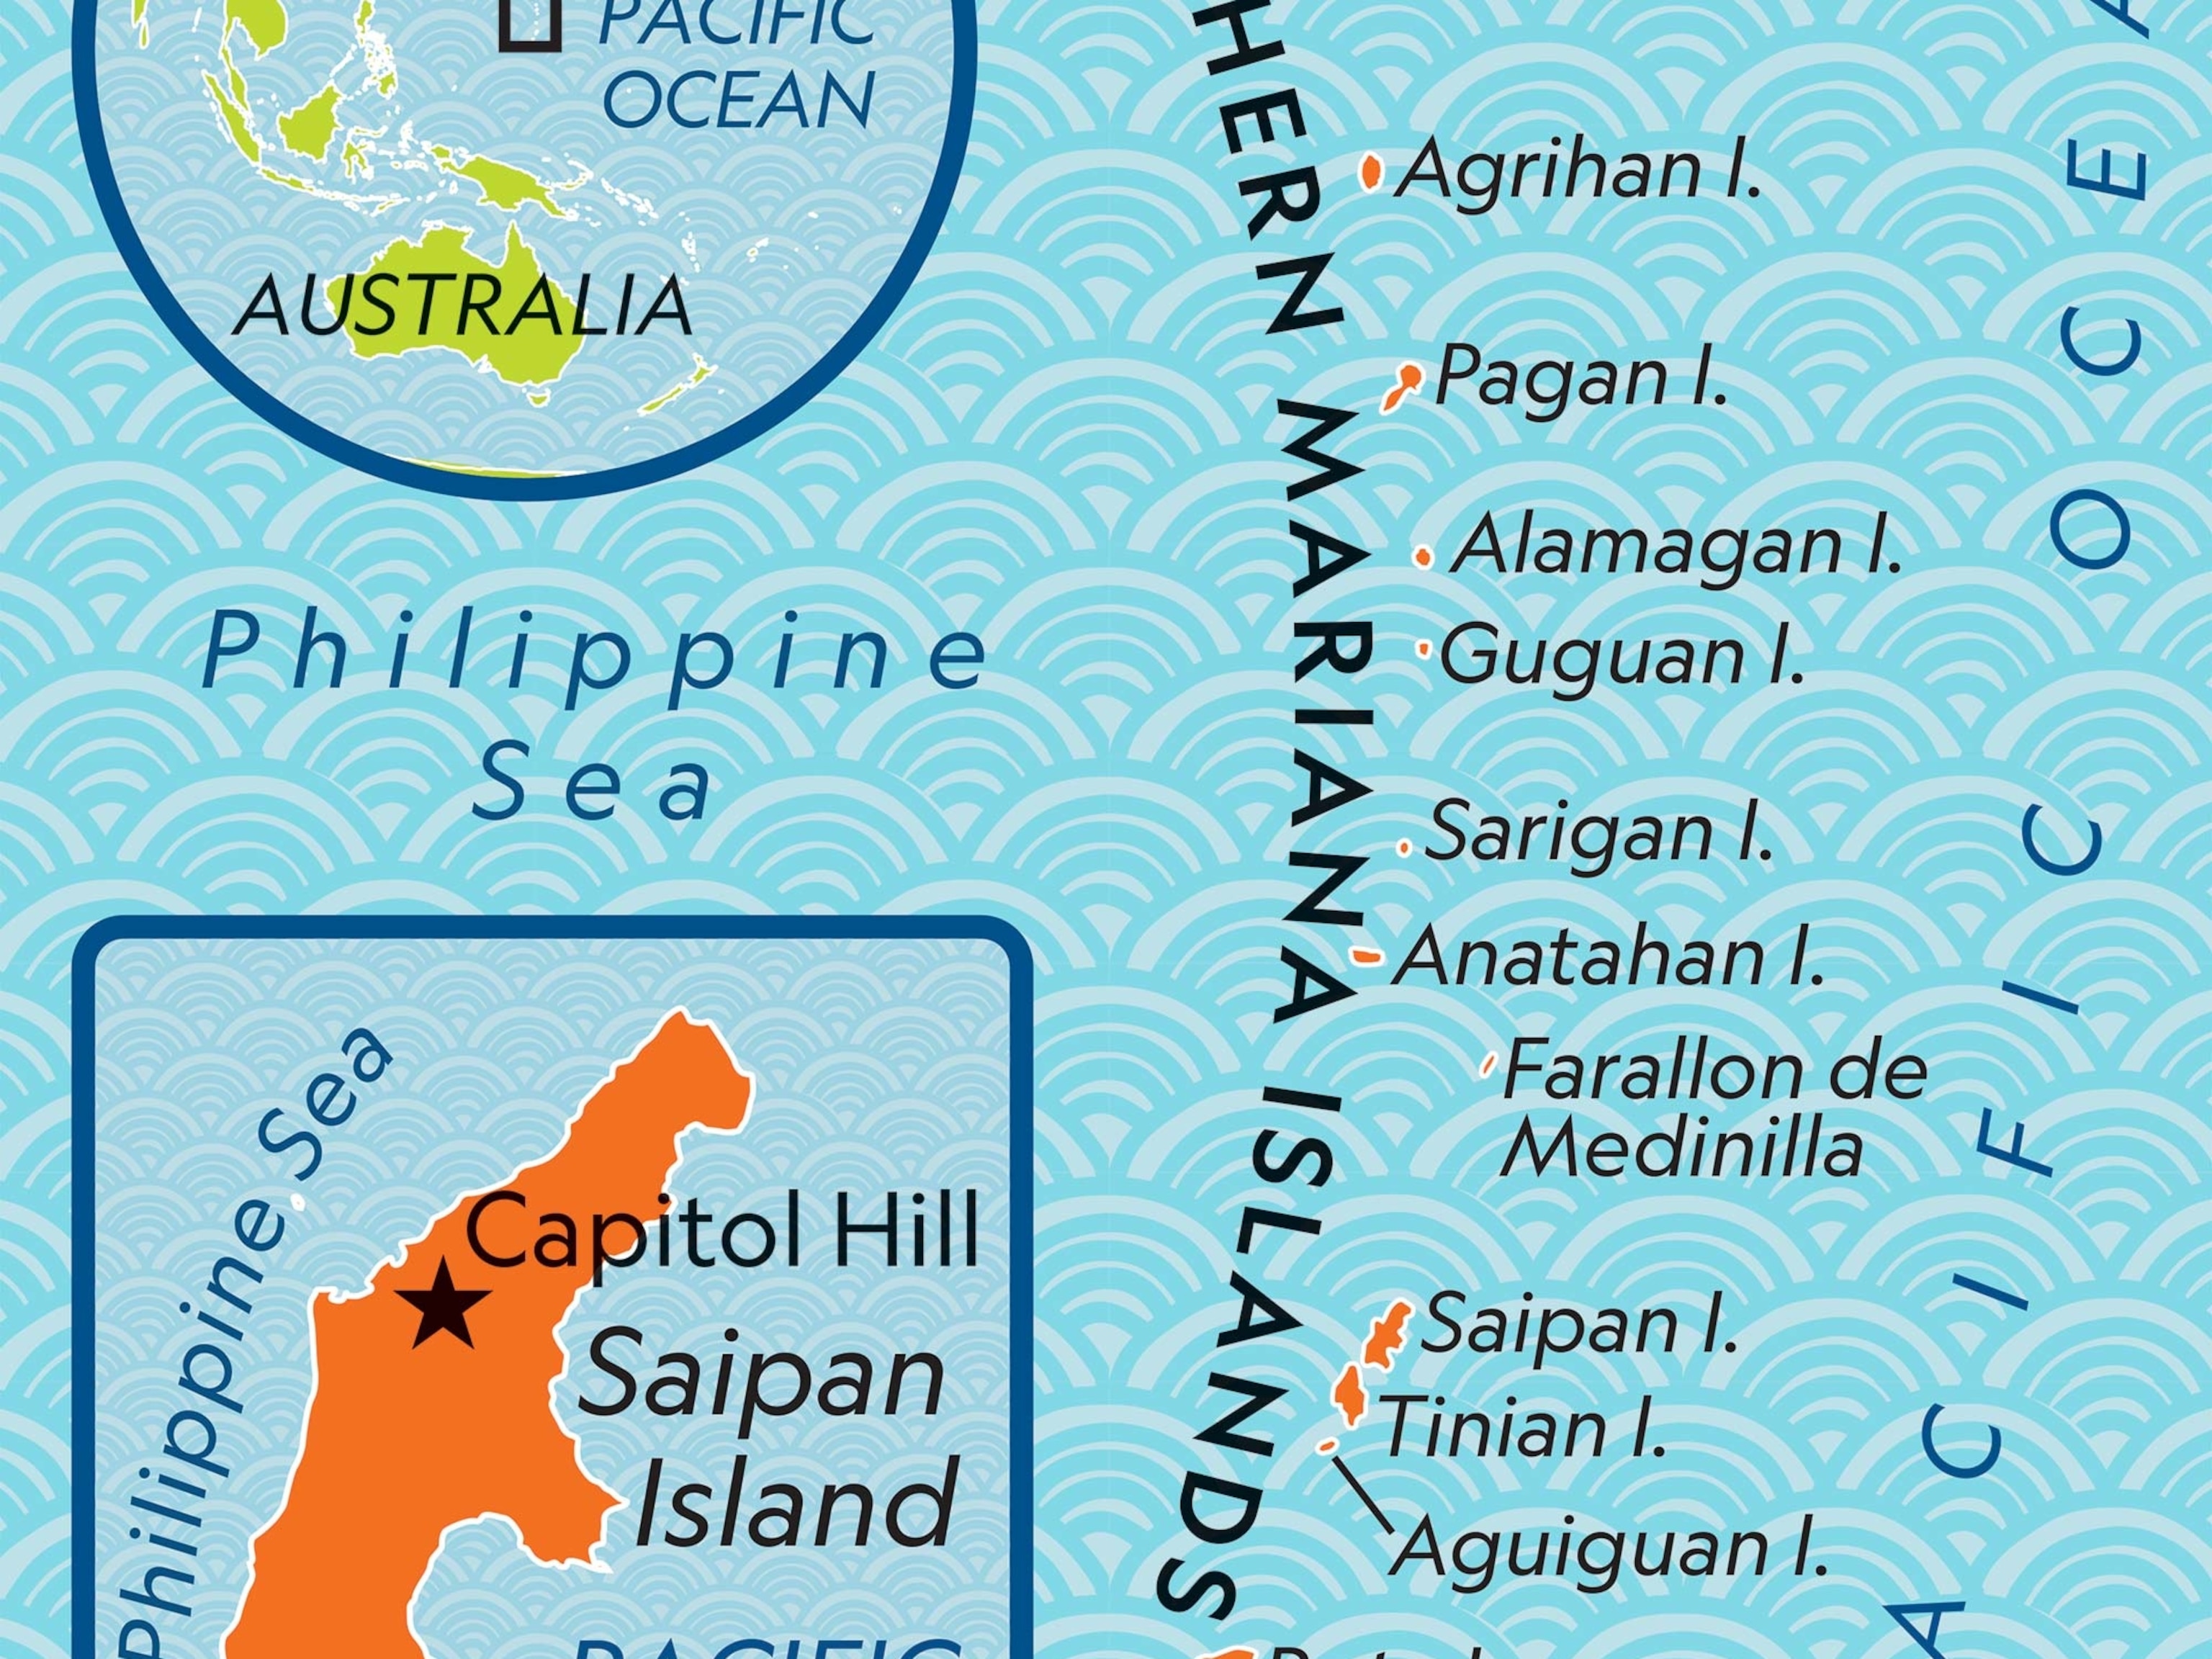 PACIFIC
OCEAN
AUSTRALIA
Philippine
Sea
Philippine Sea
Capitol Hill
Saipan
Island
PACIFIC
HERN MARIANA ISLANDS
Agrihan I.
Pagan I.
Alamagan I.
Guguan I.
Sarigan I.
Anatahan I.
Farallon de
Medinilla
Saipan I.
Tinian I.
Aguiguan I.
ACIFIC OCEA